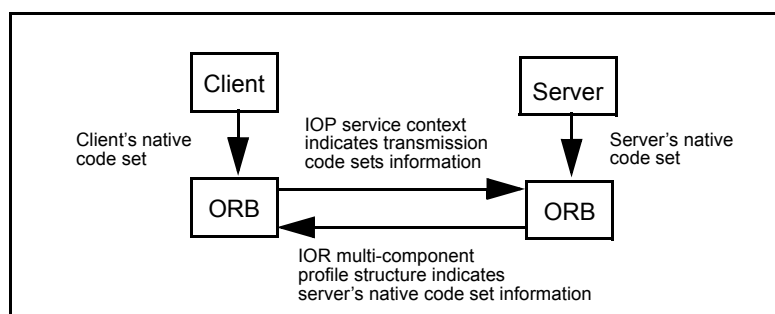 Client
Server
Client's native
code set
IOP service context
indicates transmission
code sets information
Server's native
code set
ORB
ORB
IOR multi-component
profile structure indicates
server's native code set information